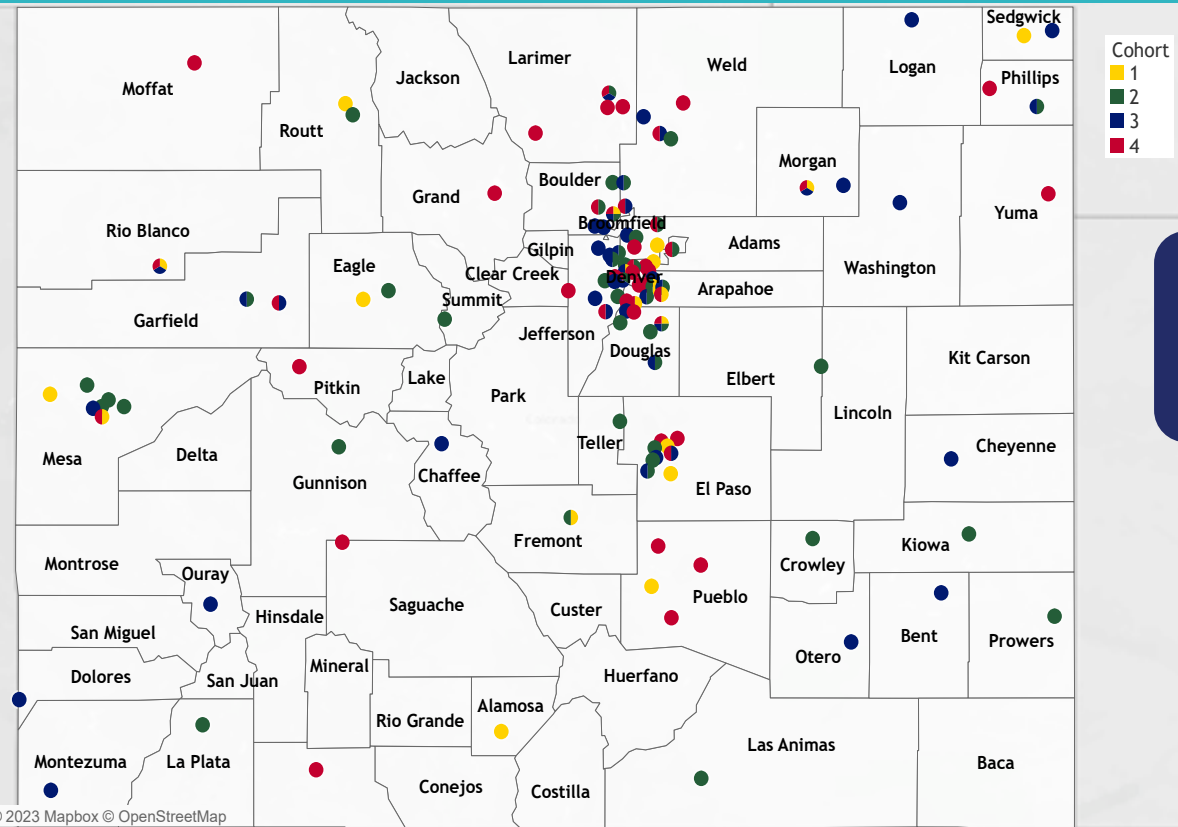 Sedgwick
Larimer
Weld
Logan
Cohort
1
2
3
4
Phillips
Moffat
Jackson
Routt
Morgan
Boulder
Grand
Yuma
Rio Blanco
Broomfield
Adams
Gilpin
Eagle
Clear Creek
Washington
Denver
Arapahoe
Summit
Garfield
Jefferson
Douglas
Kit Carson
Lake
Elbert
Pitkin
Park
Lincoln
Teller
Cheyenne
Delta
Mesa
Chaffee
Gunnison
El Paso
Fremont
Kiowa
Montrose
Crowley
Ouray
Pueblo
Saguache
Custer
Hinsdale
San Miguel
Bent
Prowers
Otero
Mineral
Dolores
San Juan
Huerfano
Alamosa
Rio Grande
Las Animas
Montezuma
La Plata
Baca
Conejos
Costilla
2023 Mapbox © OpenStreetMap